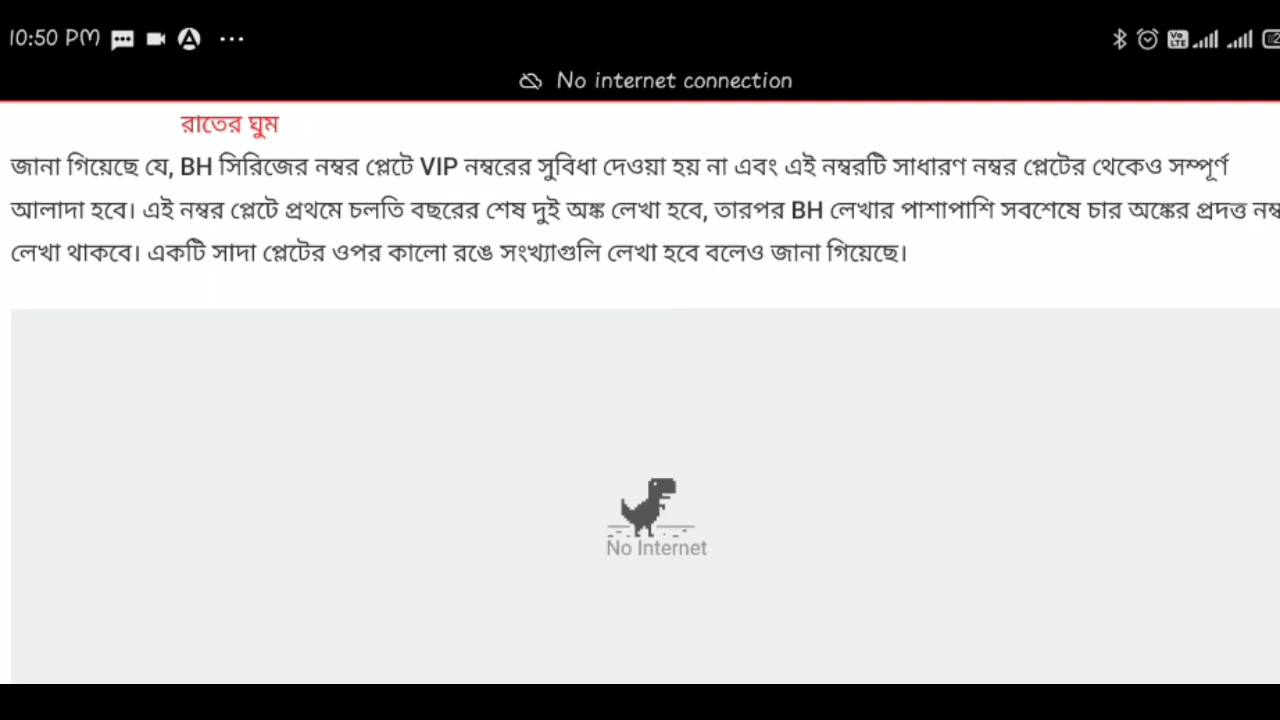 10:50 PM
No internet connection
রাতের ঘুম
জানা গিয়েছে যে, BH সিরিজের নম্বর প্লেটে VIP নম্বরের সুবিধা দেওয়া হয় না এবং এই নম্বরটি সাধারণ নম্বর প্লেটের থেকেও সম্পূর্ণ
আলাদা হবে। এই নম্বর প্লেটে প্রথমে চলতি বছরের শেষ দুই অঙ্ক লেখা হবে, তারপর BH লেখার পাশাপাশি সবশেষে চার অঙ্কের প্রদত্ত
লেখা থাকবে। একটি সাদা প্লেটের ওপর কালো রঙে সংখ্যাগুলি লেখা হবে বলেও জানা গিয়েছে।
No Internet